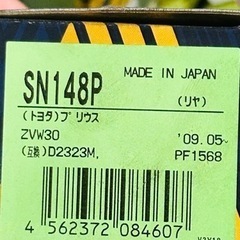 MADE IN JAPAN
SN148P
(リヤ)
(トヨタ)プリウス
ZVW30 '09.05~
(互換)D2323M, PF1568
4 562372 084607